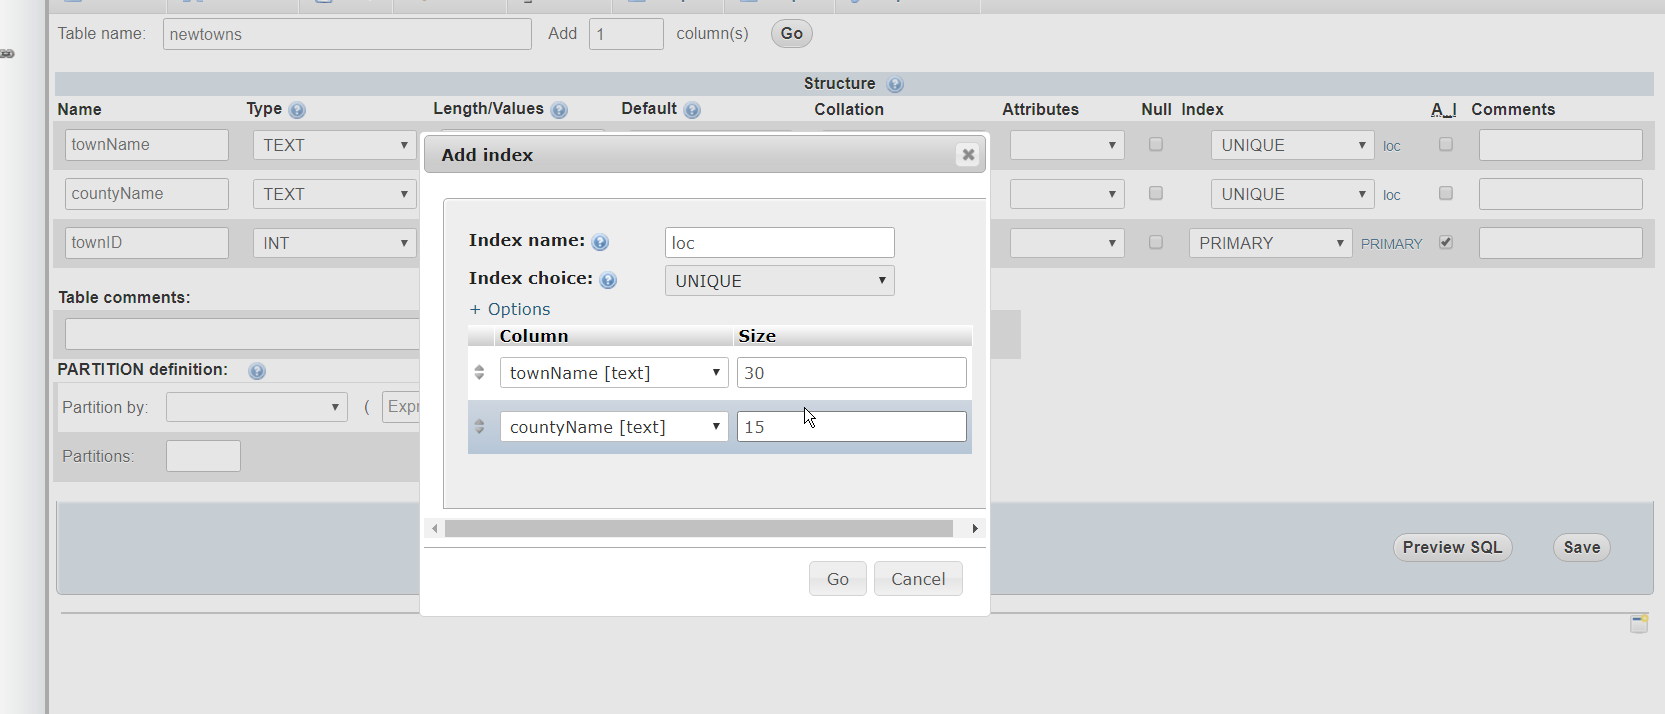 Table name: newtowns Add 1 column(s) Go
Structure
Name Type Length/Values Default Collation Attributes Null Index A_I Comments
townName TEXT UNIQUE loc
countyName TEXT UNIQUE loc
townID INT PRIMARY PRIMARY
Add index
Index name: loc
Index choice: UNIQUE
+ Options
Column Size
townName [text] 30
countyName [text] 15
Go Cancel
Table comments:
PARTITION definition:
Partition by: ( Expr
Partitions:
Preview SQL Save